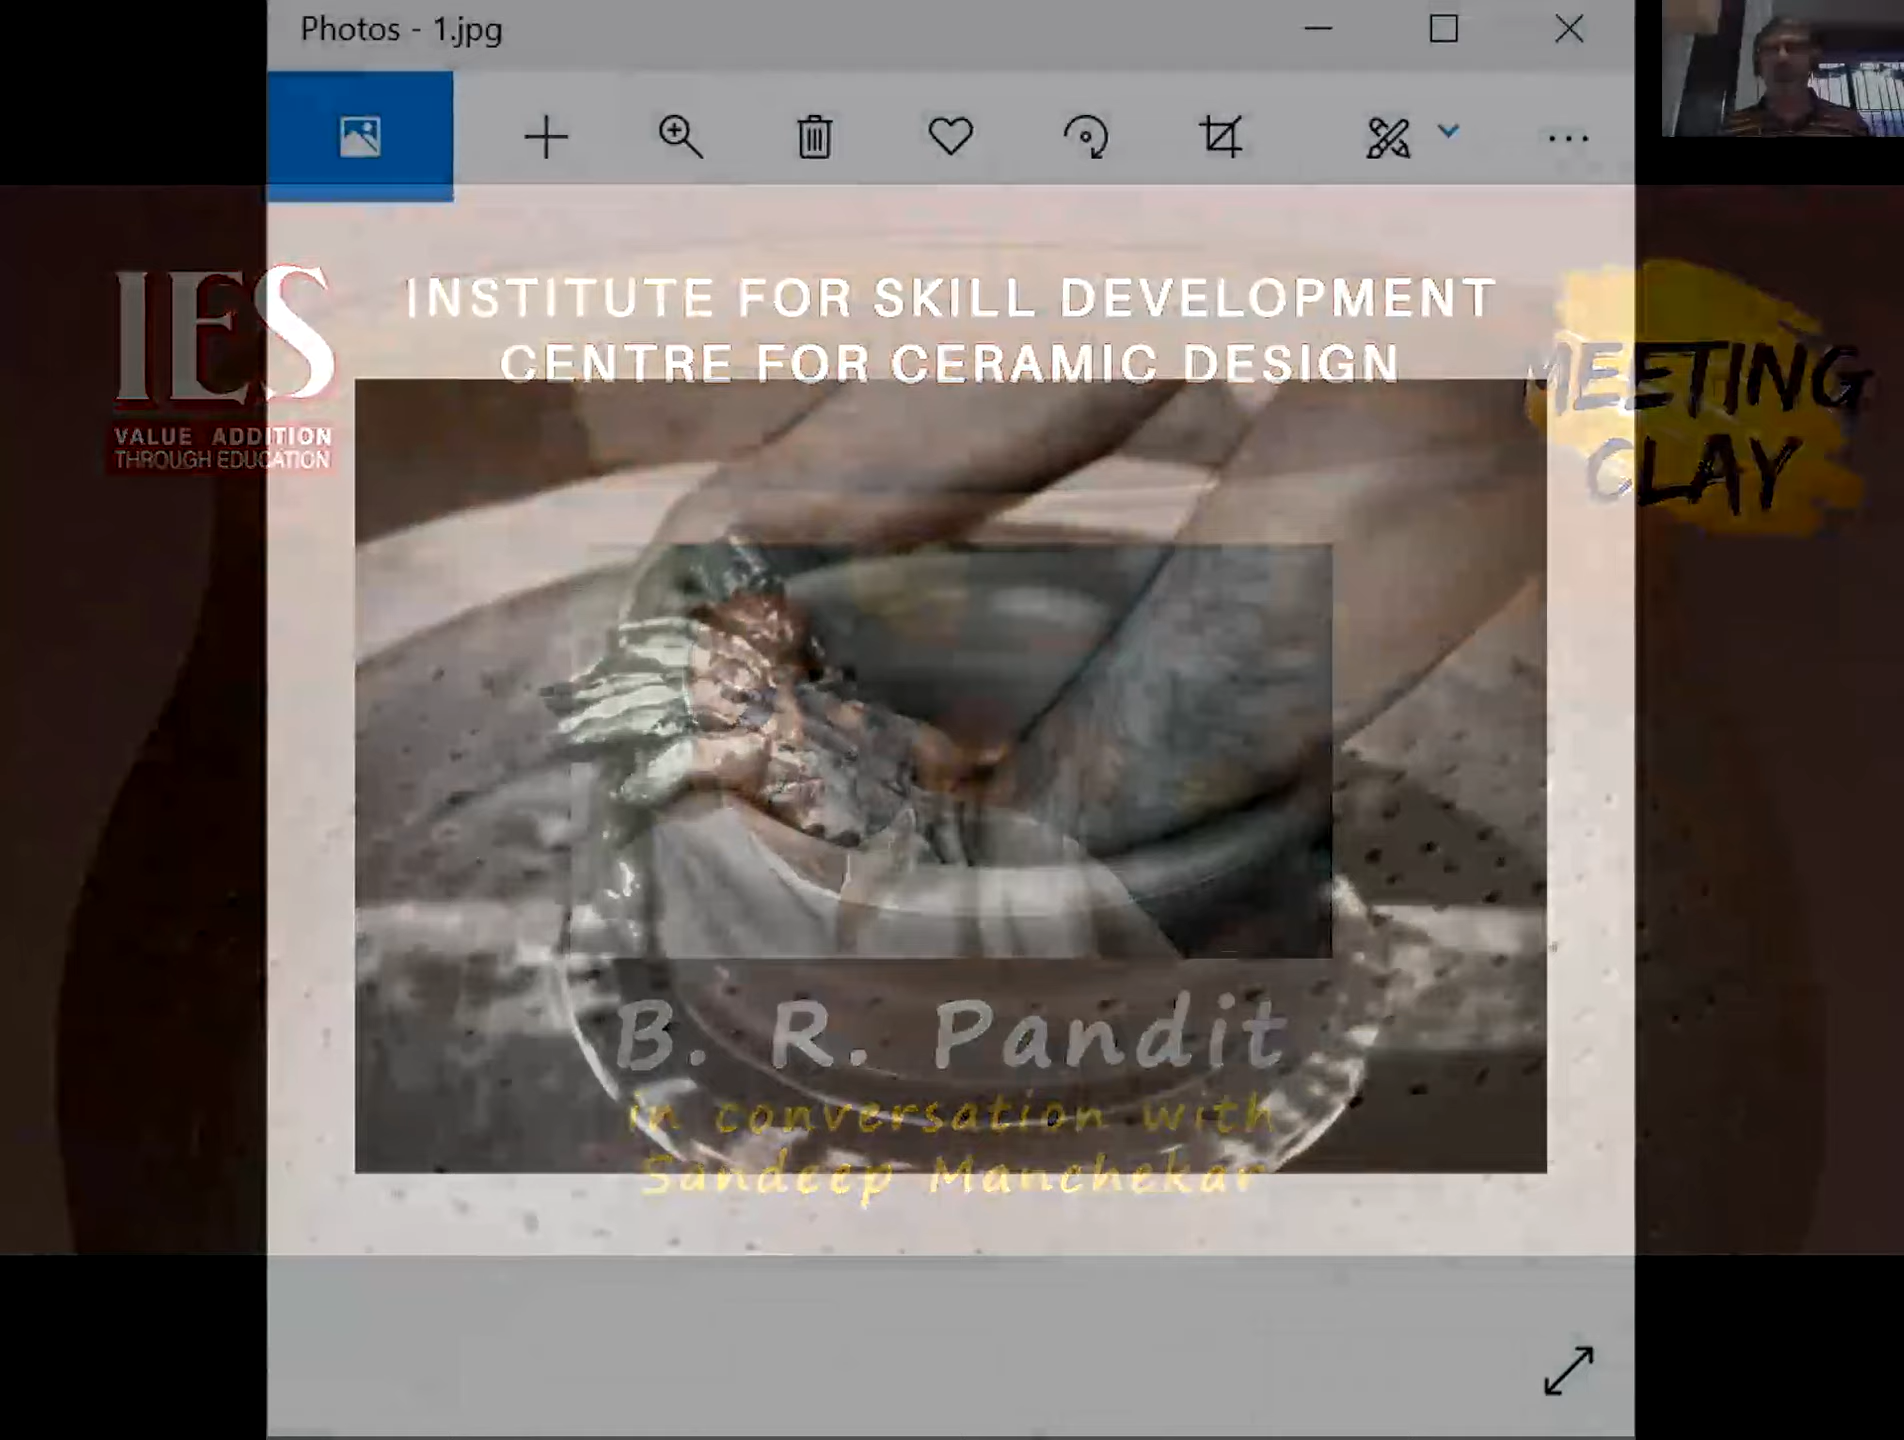 Photos - 1.jpg
IES
VALUE ADDITION
THROUGH EDUCATION
INSTITUTE FOR SKILL DEVELOPMENT
CENTRE FOR CERAMIC DESIGN
MEETING
CLAY
B. R. Pandit
in conversation with
Sandeep Manchekar